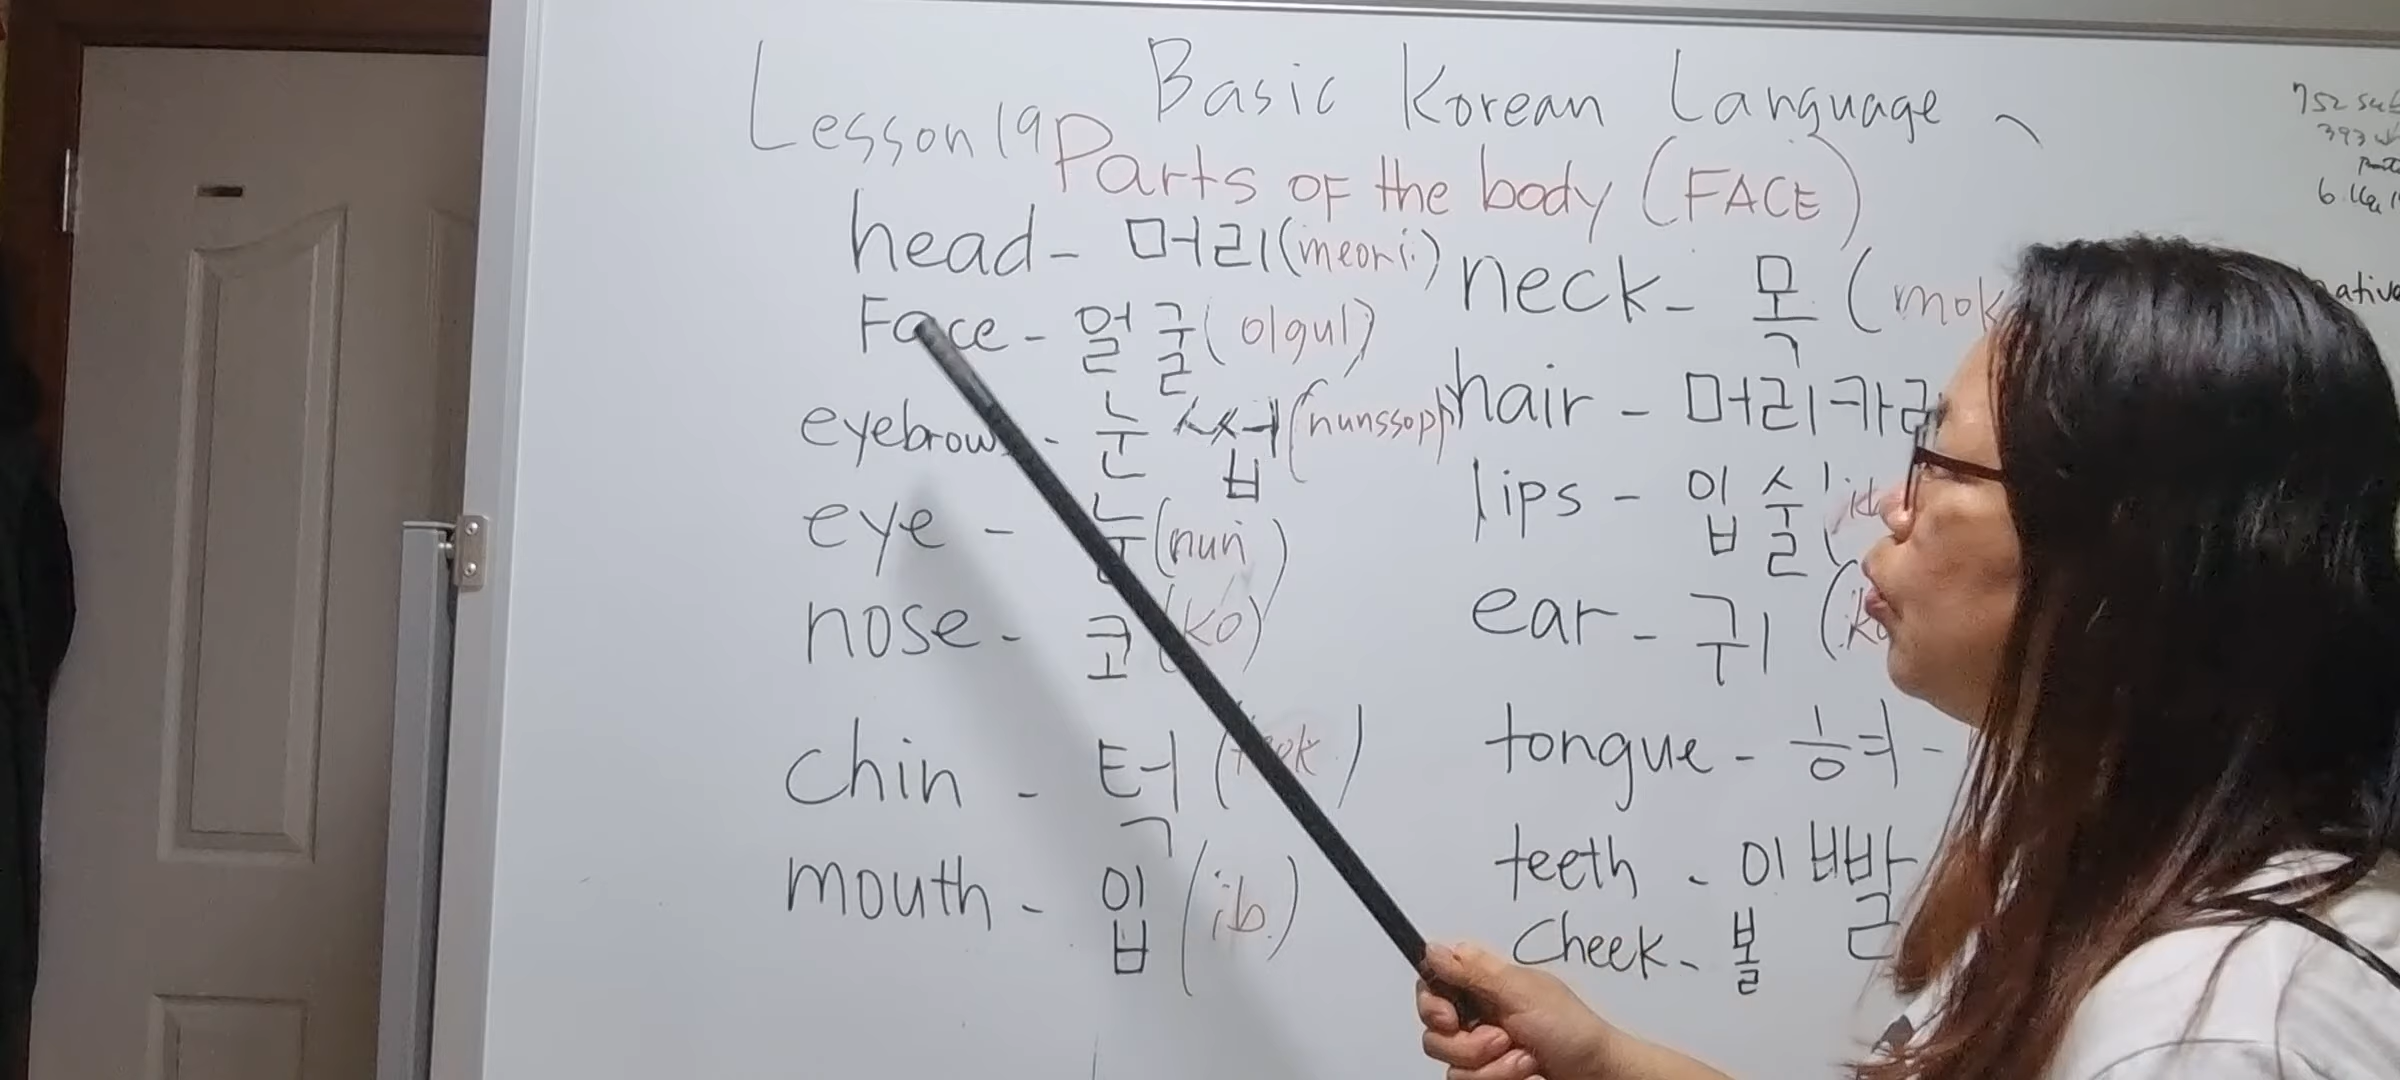 Basic Korean Language
Lesson 19 Parts OF the body (FACE)
head - 머리 (meori)
Face - 얼굴 (olgul)
eyebrow - 눈썹 (nunssop)
eye - 눈 (nun)
nose - 코 (ko)
chin - 턱
mouth - 입 (ib)
neck - 목 (mok
hair - 머리카
lips - 입술
ear - 귀
tongue - 혀 -
teeth - 이빨
Cheek - 볼
752
393